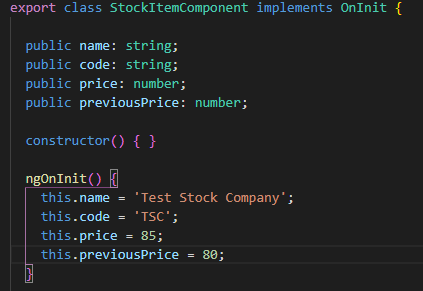 export class StockItemComponent implements OnInit {
public name: string;
public code: string;
public price: number;
public previousPrice: number;
constructor() { }
ngOnInit() {
this.name = 'Test Stock Company';
this.code = 'TSC';
this.price = 85;
this.previousPrice = 80;
}